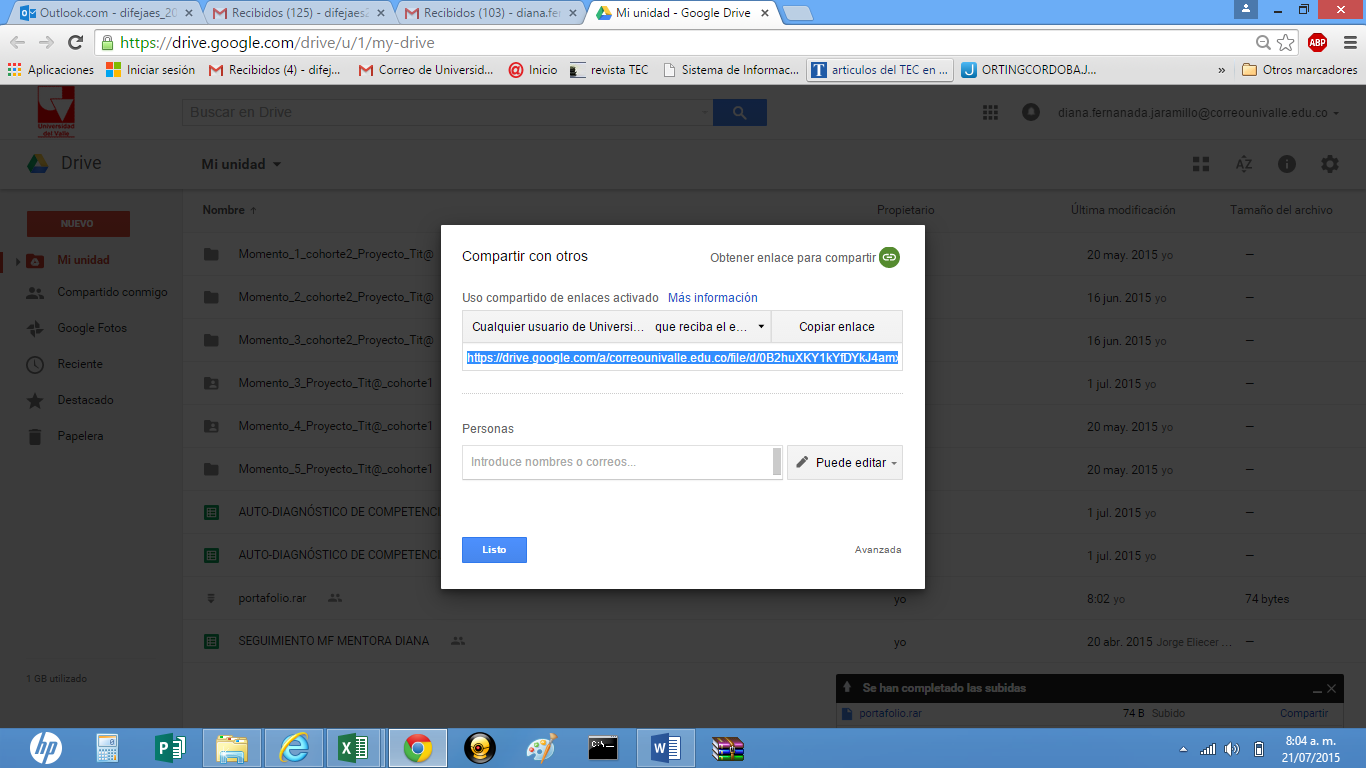 Outlook.com - difejaes_20
Recibidos (125) - difejaes2
Recibidos (103) - diana.fer
Mi unidad - Google Drive
https://drive.google.com/drive/u/1/my-drive
ABP
Aplicaciones
Iniciar sesión
Recibidos (4) - difej...
Correo de Universid...
Inicio
revista TEC
Sistema de Informac...
articulos del TEC en ...
ORTINGCORDOBA.J...
»
Otros marcadores
Universidad
del Valle
Buscar en Drive
diana.fernanada.jaramillo@correounivalle.edu.co
Drive
Mi unidad
AZ
NUEVO
Mi unidad
Compartido conmigo
Google Fotos
Reciente
Destacado
Papelera
1 GB utilizado
Nombre ↑ Propietario Última modificación Tamaño del archivo
Momento_1_cohorte2_Proyecto_Tit@ 20 may. 2015 yo —
Momento_2_cohorte2_Proyecto_Tit@ 16 jun. 2015 yo —
Momento_3_cohorte2_Proyecto_Tit@ 16 jun. 2015 yo —
Momento_3_Proyecto_Tit@_cohorte1 1 jul. 2015 yo —
Momento_4_Proyecto_Tit@_cohorte1 20 may. 2015 yo —
Momento_5_Proyecto_Tit@_cohorte1 20 may. 2015 yo —
AUTO-DIAGNÓSTICO DE COMPETENCI 1 jul. 2015 yo —
AUTO-DIAGNÓSTICO DE COMPETENCI 1 jul. 2015 yo —
portafolio.rar yo 8:02 yo 74 bytes
SEGUIMIENTO MF MENTORA DIANA yo 20 abr. 2015 Jorge Eliecer ... —
Compartir con otros
Obtener enlace para compartir
Uso compartido de enlaces activado Más información
Cualquier usuario de Universi... que reciba el e... Copiar enlace
https://drive.google.com/a/correounivalle.edu.co/file/d/0B2huXKY1kYfDYkJ4amx
Personas
Introduce nombres o correos... Puede editar
Listo
Avanzada
Se han completado las subidas
portafolio.rar 74 B Subido Compartir
8:04 a. m.
21/07/2015